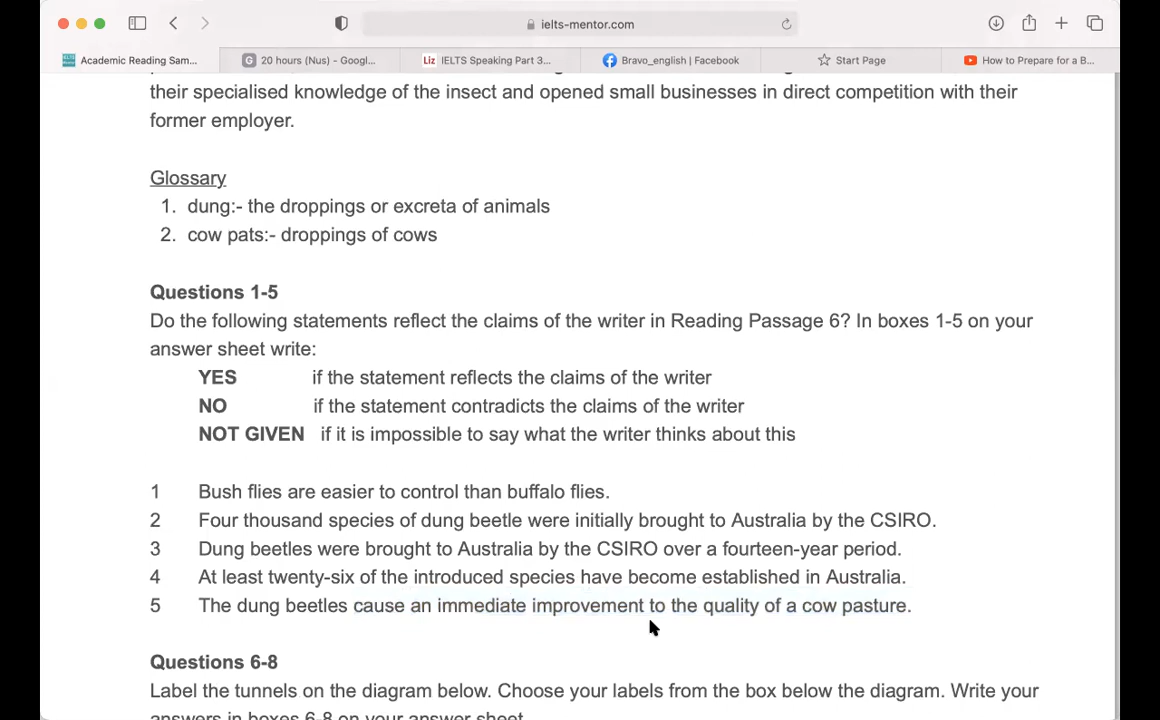 ielts-mentor.com
Academic Reading Sam...
20 hours (Nus) - Googl...
IELTS Speaking Part 3...
Bravo_english | Facebook
Start Page
How to Prepare for a B...
their specialised knowledge of the insect and opened small businesses in direct competition with their
former employer.
Glossary
1. dung:- the droppings or excreta of animals
2. cow pats:- droppings of cows
Questions 1-5
Do the following statements reflect the claims of the writer in Reading Passage 6? In boxes 1-5 on your
answer sheet write:
YES if the statement reflects the claims of the writer
NO if the statement contradicts the claims of the writer
NOT GIVEN if it is impossible to say what the writer thinks about this
1 Bush flies are easier to control than buffalo flies.
2 Four thousand species of dung beetle were initially brought to Australia by the CSIRO.
3 Dung beetles were brought to Australia by the CSIRO over a fourteen-year period.
4 At least twenty-six of the introduced species have become established in Australia.
5 The dung beetles cause an immediate improvement to the quality of a cow pasture.
Questions 6-8
Label the tunnels on the diagram below. Choose your labels from the box below the diagram. Write your
answers in boxes 6-8 on your answer sheet.